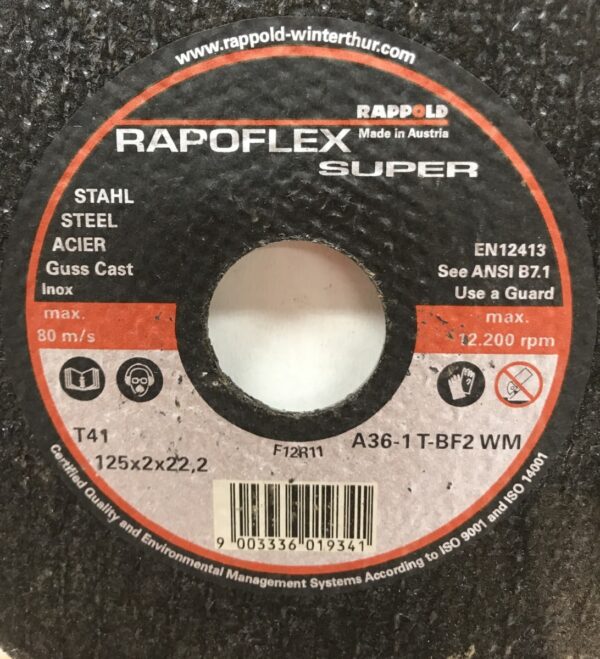 www.rappold-winterthur.com
RAPPOLD
Made in Austria
RAPOFLEX
SUPER
STAHL
STEEL
ACIER
Guss Cast
Inox
EN12413
See ANSI B7.1
Use a Guard
max.
80 m/s
max.
12.200 rpm
T41
125x2x22,2
F12R11
A36-1 T-BF2 WM
9 003336 019341
Certified Quality and Environmental Management Systems According to ISO 9001 and ISO 14001